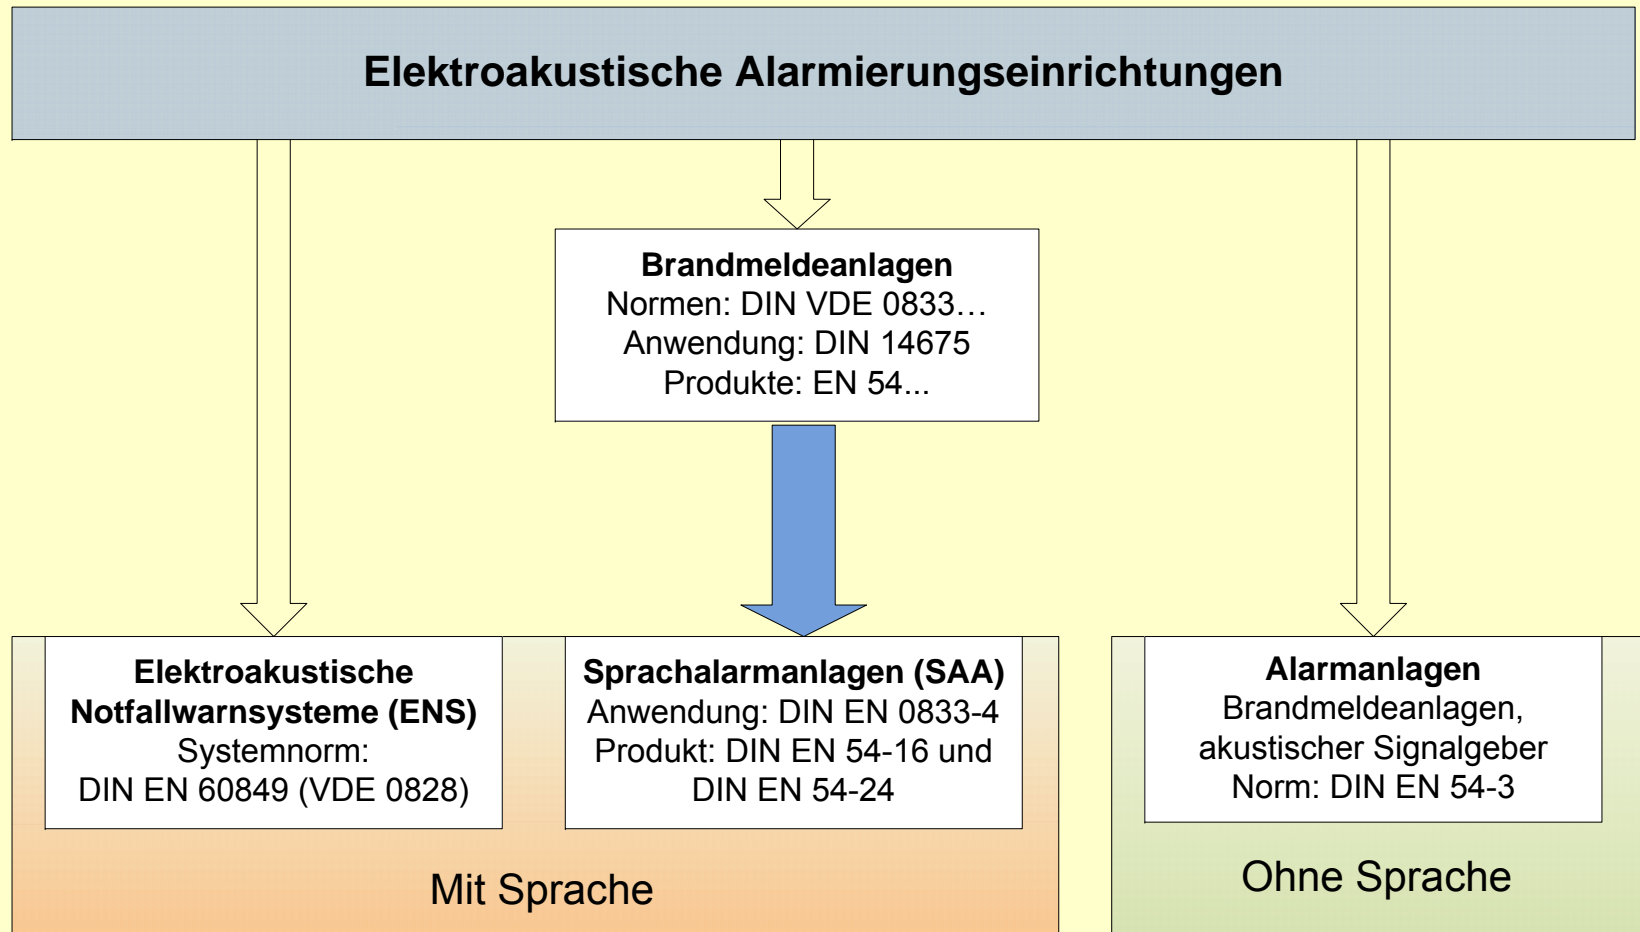 Elektroakustische Alarmierungseinrichtungen
Brandmeldeanlagen
Normen: DIN VDE 0833…
Anwendung: DIN 14675
Produkte: EN 54...
Elektroakustische
Notfallwarnsysteme (ENS)
Systemnorm:
DIN EN 60849 (VDE 0828)
Sprachalarmanlagen (SAA)
Anwendung: DIN EN 0833-4
Produkt: DIN EN 54-16 und
DIN EN 54-24
Alarmanlagen
Brandmeldeanlagen,
akustischer Signalgeber
Norm: DIN EN 54-3
Mit Sprache
Ohne Sprache